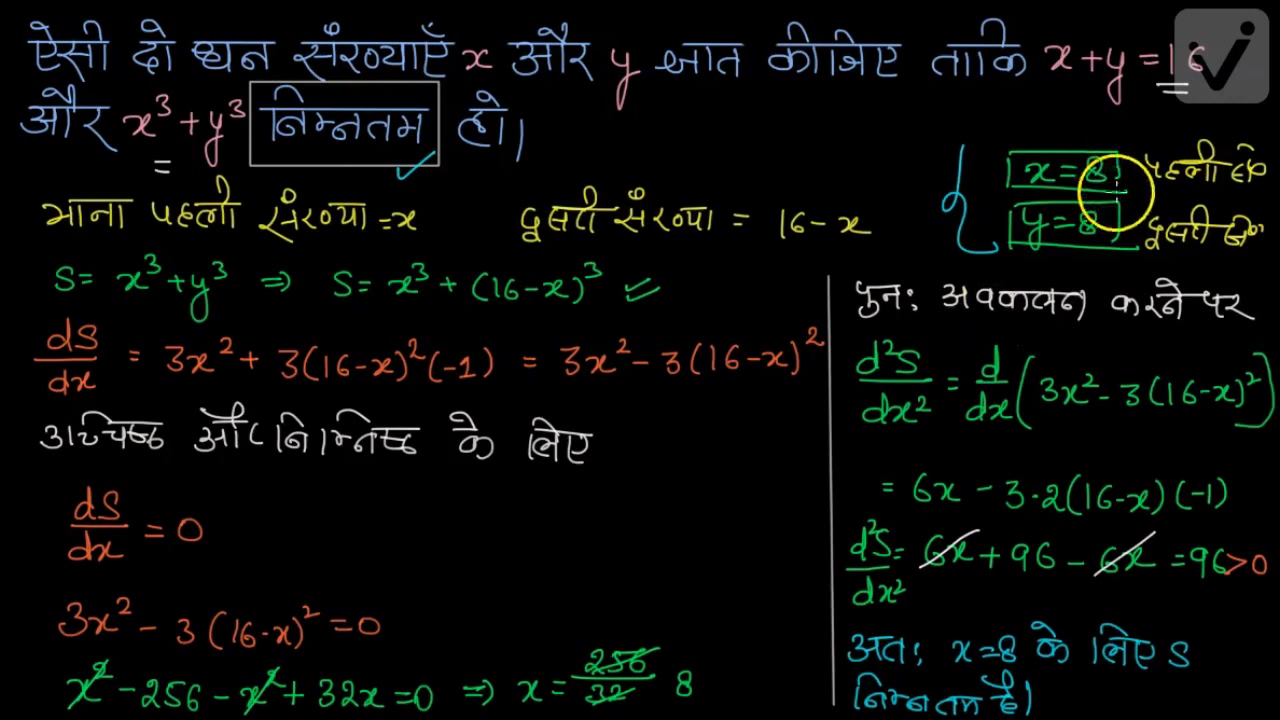 ऐसी दो धन संख्याएँ x और y ज्ञात कीजिए ताकि x+y=16
और x³+y³ निम्नतम हो।
माना पहली संख्या =x दूसरी संख्या = 16-x
S= x³+y³ ⇒ S= x³+(16-x)³
dS/dx = 3x²+ 3(16-x)²(-1) = 3x²-3(16-x)²
उच्चिष्ठ और निम्निष्ठ के लिए
dS/dx = 0
3x² - 3(16-x)² =0
x² -256-x²+32x=0 ⇒ x= 256/32 8
x=8 पहली
y=8 दूसरी
पुन: अवकलन करने पर
d²S/dx² = d/dx(3x²-3(16-x)²)
= 6x - 3·2(16-x)(-1)
d²S/dx² = 6x+96-6x =96>0
अत: x=8 के लिए S
निम्नतम है।